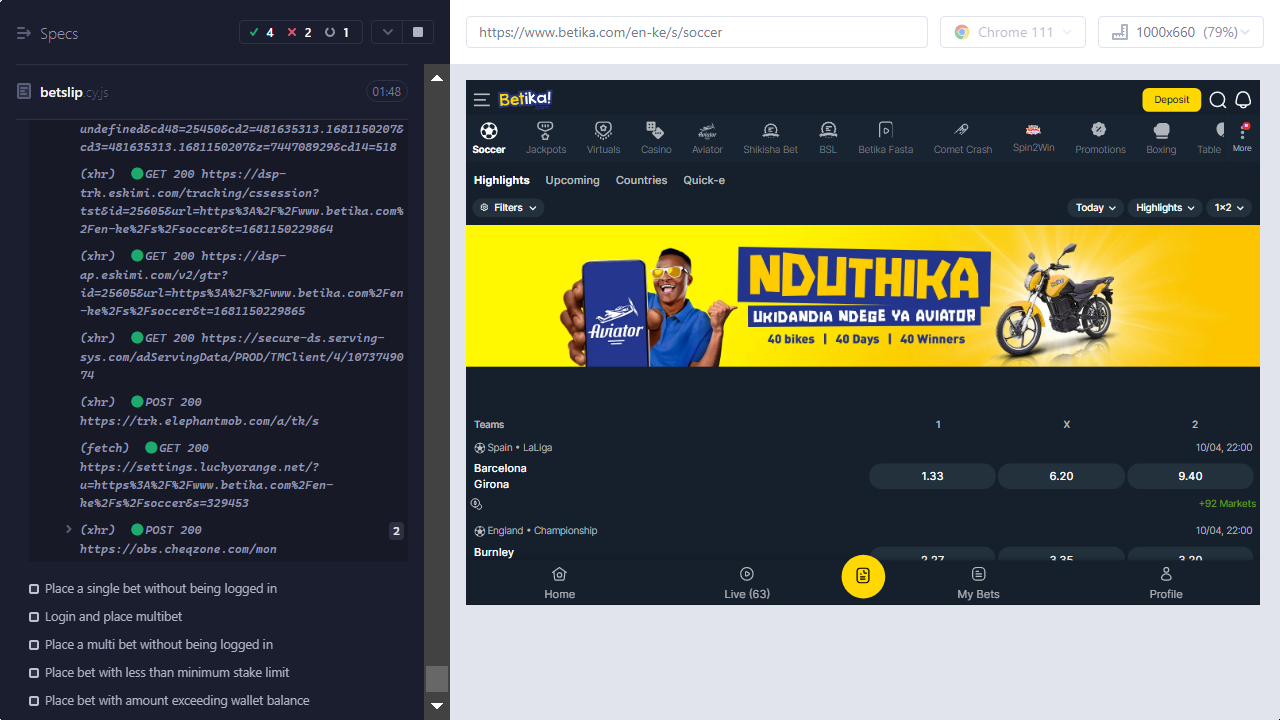 Specs
4 2 1
https://www.betika.com/en-ke/s/soccer
Chrome 111
1000x660 (79%)
betslip.cy.js
01:48
undefined&cd48=25450&cd2=481635313.1681150207&
cd3=481635313.1681150207&z=744708929&cd14=518
(xhr) GET 200 https://dsp-
trk.eskimi.com/tracking/cssession?
tst&id=25605&url=https%3A%2F%2Fwww.betika.com%
2Fen-ke%2Fs%2Fsoccer&t=1681150229864
(xhr) GET 200 https://dsp-
ap.eskimi.com/v2/gtr?
id=25605&url=https%3A%2F%2Fwww.betika.com%2Fen
-ke%2Fs%2Fsoccer&t=1681150229865
(xhr) GET 200 https://secure-ds.serving-
sys.com/adServingData/PROD/TMClient/4/10737490
74
(xhr) POST 200
https://trk.elephantmob.com/a/tk/s
(fetch) GET 200
https://settings.luckyorange.net/?
u=https%3A%2F%2Fwww.betika.com%2Fen-
ke%2Fs%2Fsoccer&s=329453
(xhr) POST 200 2
https://obs.cheqzone.com/mon
Place a single bet without being logged in
Login and place multibet
Place a multi bet without being logged in
Place bet with less than minimum stake limit
Place bet with amount exceeding wallet balance
Betika!
Deposit
Soccer Jackpots Virtuals Casino Aviator Shikisha Bet BSL Betika Fasta Comet Crash Spin2Win Promotions Boxing Table More
Highlights Upcoming Countries Quick-e
Filters Today Highlights 1×2
NDUTHIKA
UKIDANDIA NDEGE YA AVIATOR
40 bikes | 40 Days | 40 Winners
Aviator
Teams 1 X 2
Spain • LaLiga 10/04, 22:00
Barcelona
Girona
1.33 6.20 9.40
+92 Markets
England • Championship 10/04, 22:00
Burnley
2.27 3.35 3.20
Home Live (63) My Bets Profile